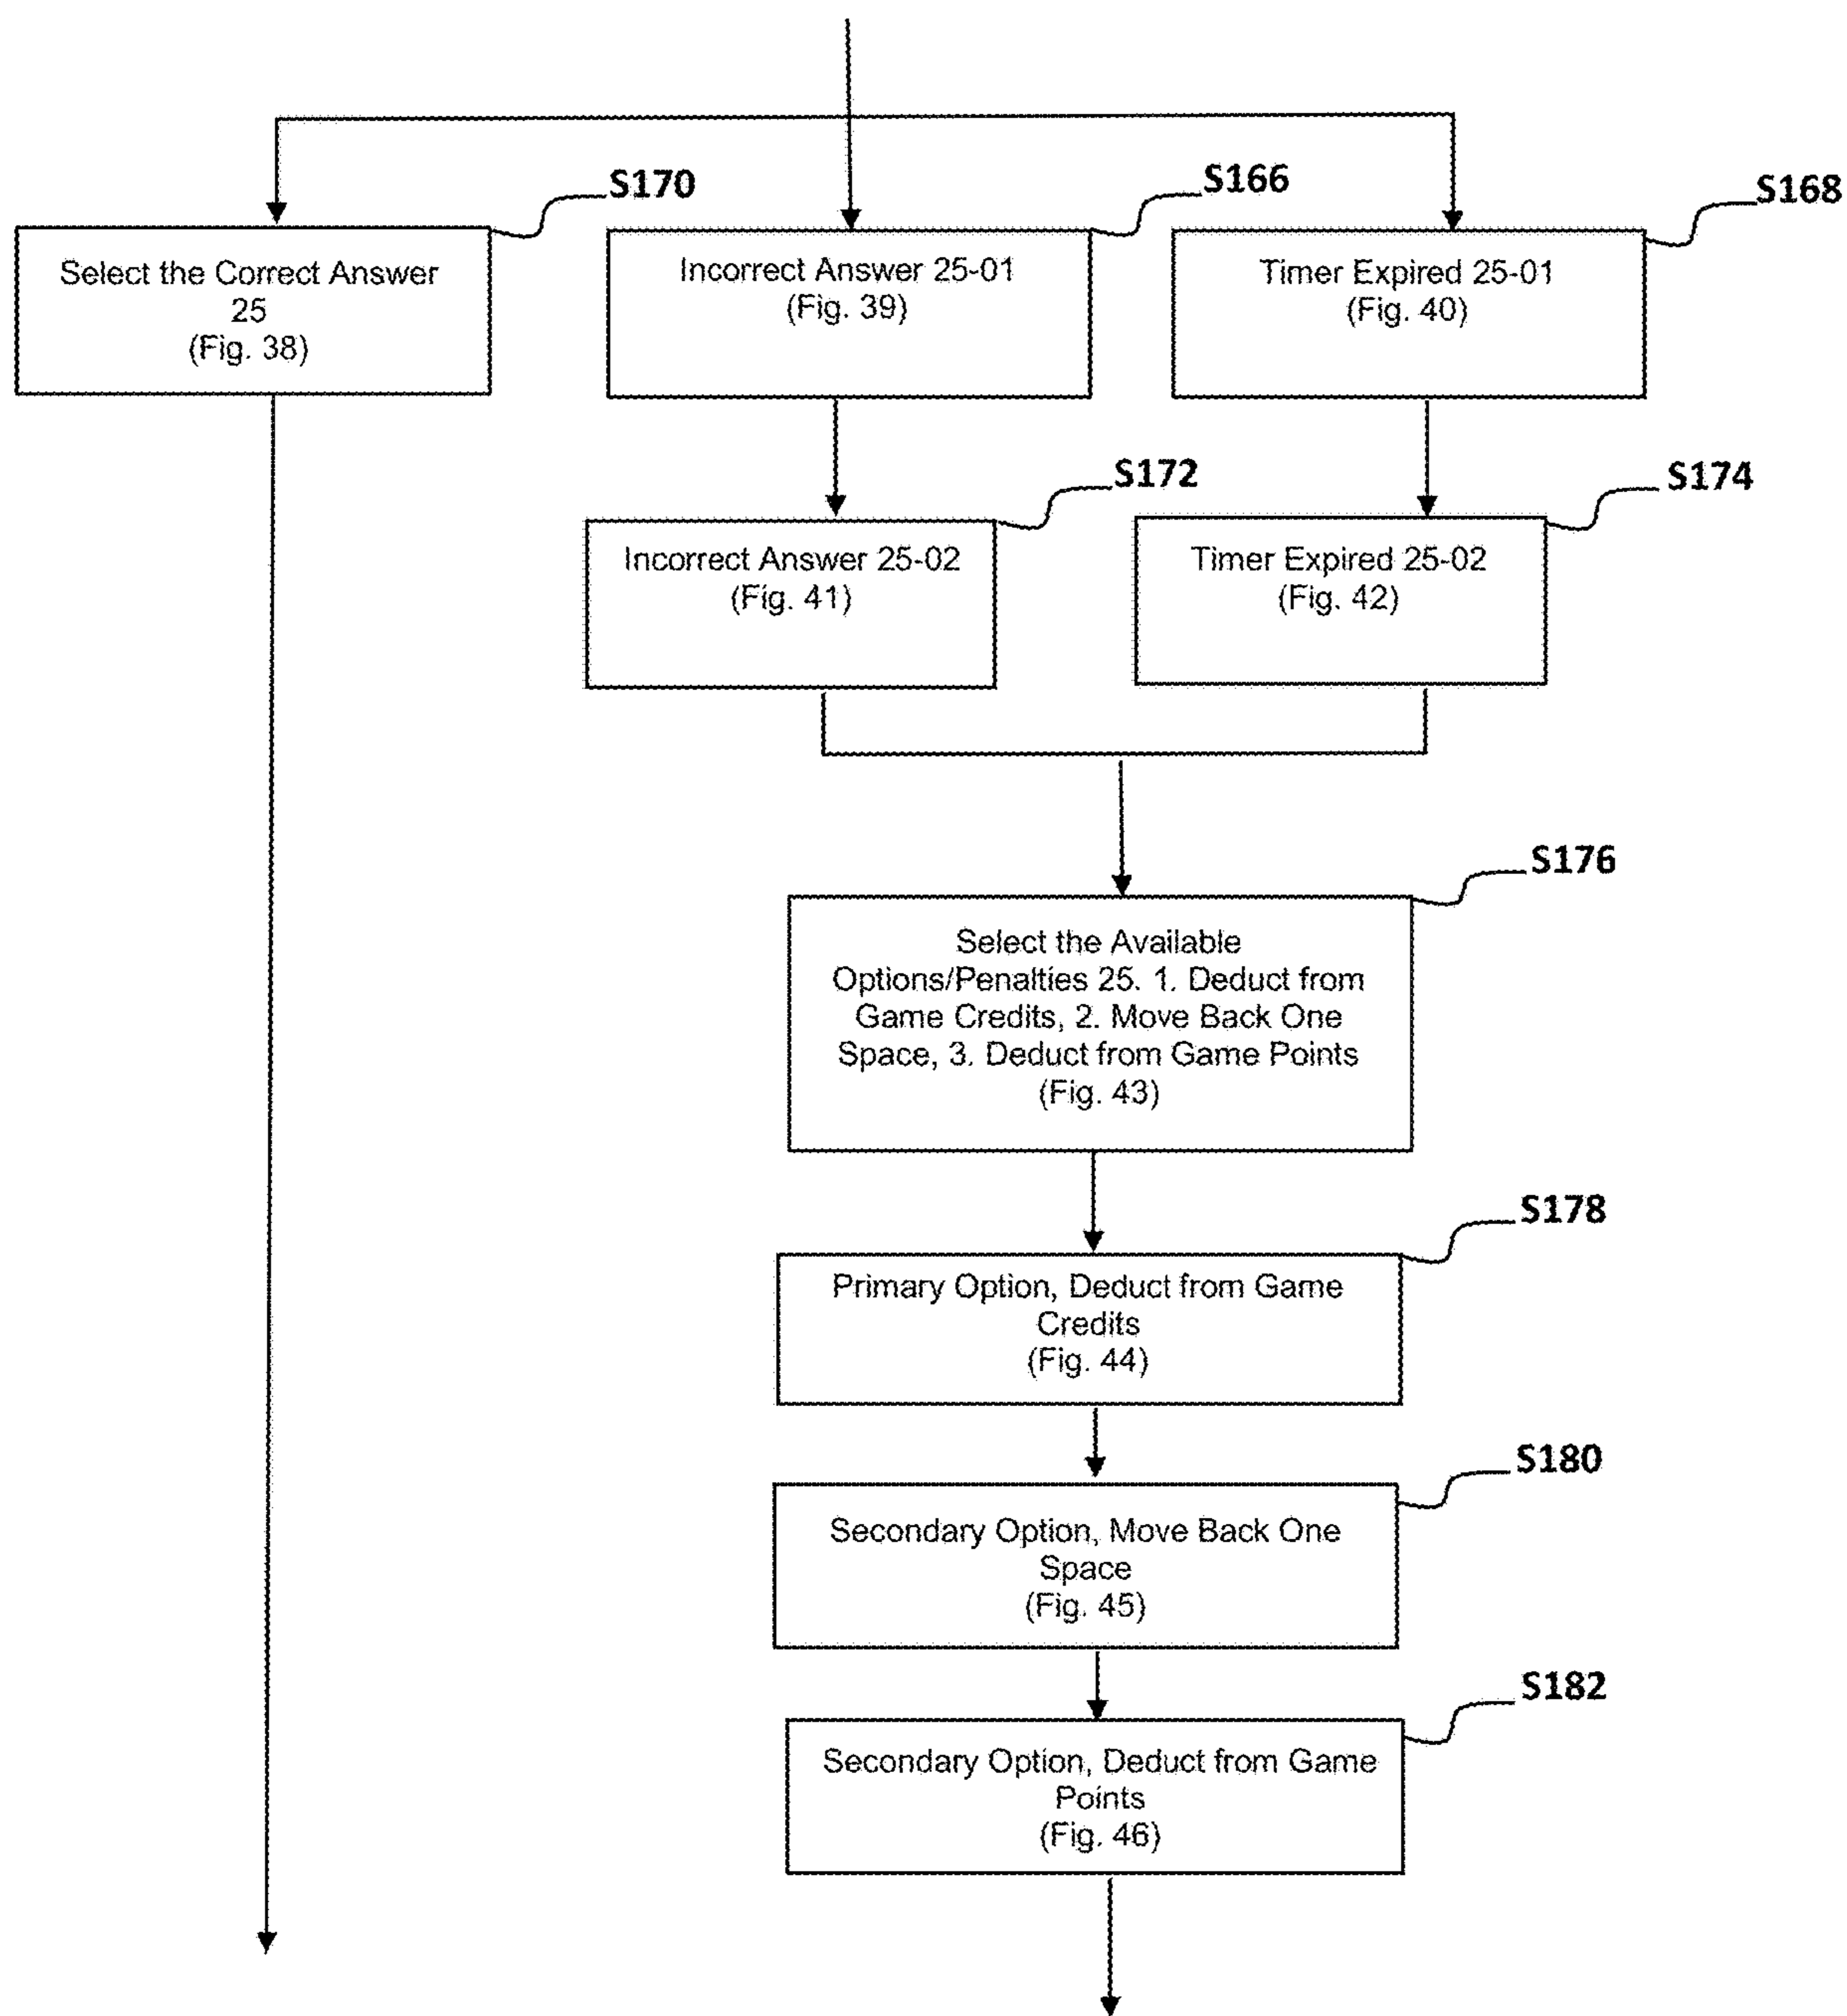 S170
S166
S168
Select the Correct Answer
25
(Fig. 38)
Incorrect Answer 25-01
(Fig. 39)
Timer Expired 25-01
(Fig. 40)
S172
S174
Incorrect Answer 25-02
(Fig. 41)
Timer Expired 25-02
(Fig. 42)
S176
Select the Available
Options/Penalties 25. 1. Deduct from
Game Credits, 2. Move Back One
Space, 3. Deduct from Game Points
(Fig. 43)
S178
Primary Option, Deduct from Game
Credits
(Fig. 44)
S180
Secondary Option, Move Back One
Space
(Fig. 45)
S182
Secondary Option, Deduct from Game
Points
(Fig. 46)